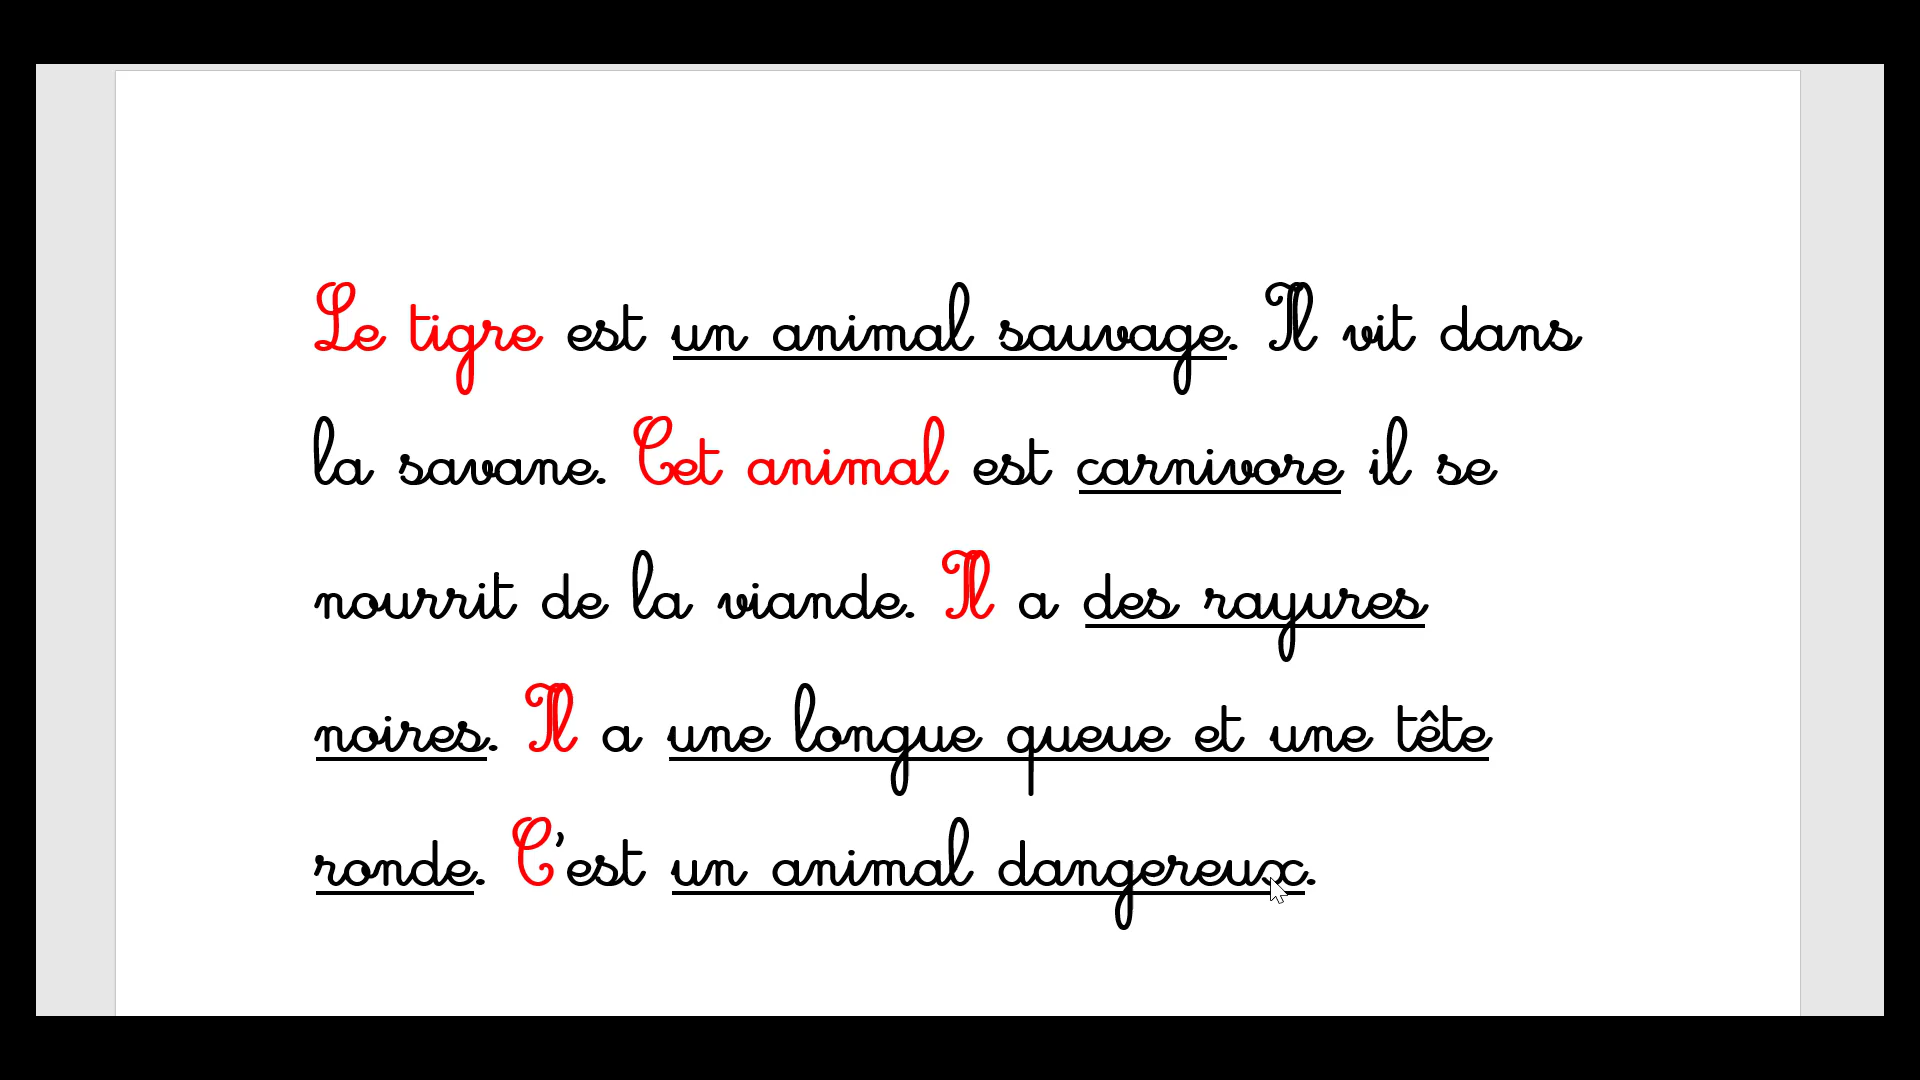 Le tigre est un animal sauvage. Il vit dans
la savane. Cet animal est carnivore il se
nourrit de la viande. Il a des rayures
noires. Il a une longue queue et une tête
ronde. C'est un animal dangereux.